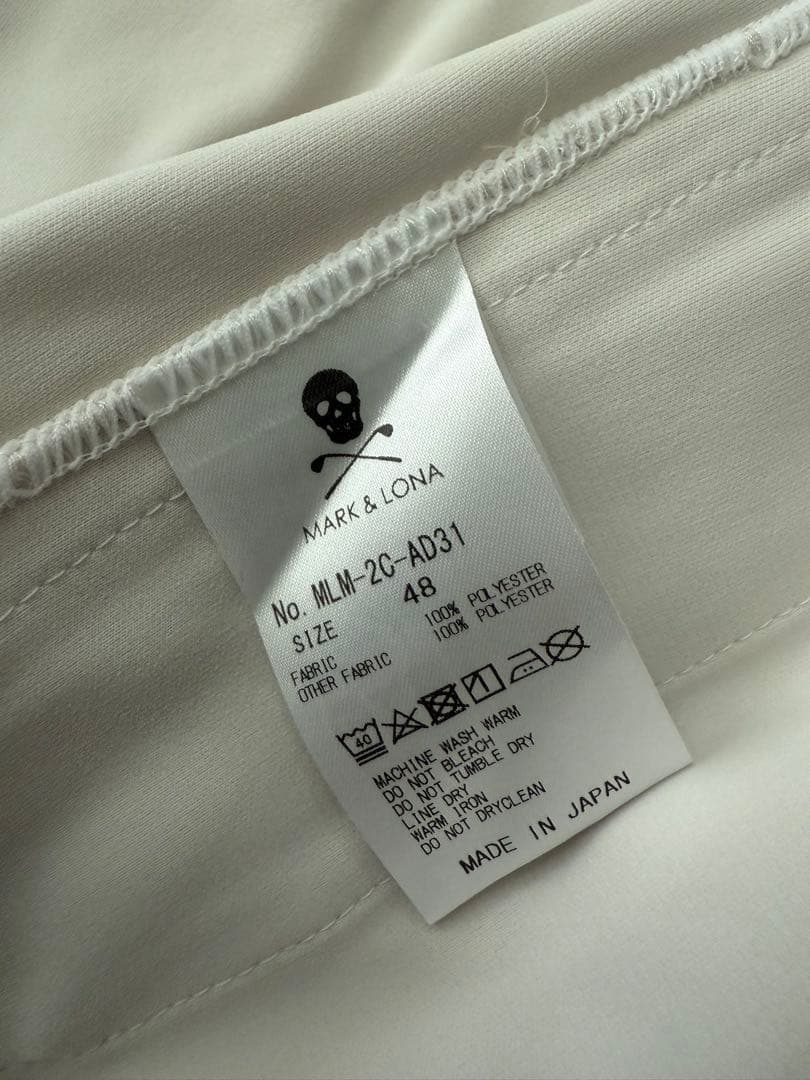 MARK & LONA
No. MLM-2C-AD31
SIZE 48
FABRIC 100% POLYESTER
OTHER FABRIC 100% POLYESTER
40
MACHINE WASH WARM
DO NOT BLEACH
DO NOT TUMBLE DRY
LINE DRY
WARM IRON
DO NOT DRYCLEAN
MADE IN JAPAN